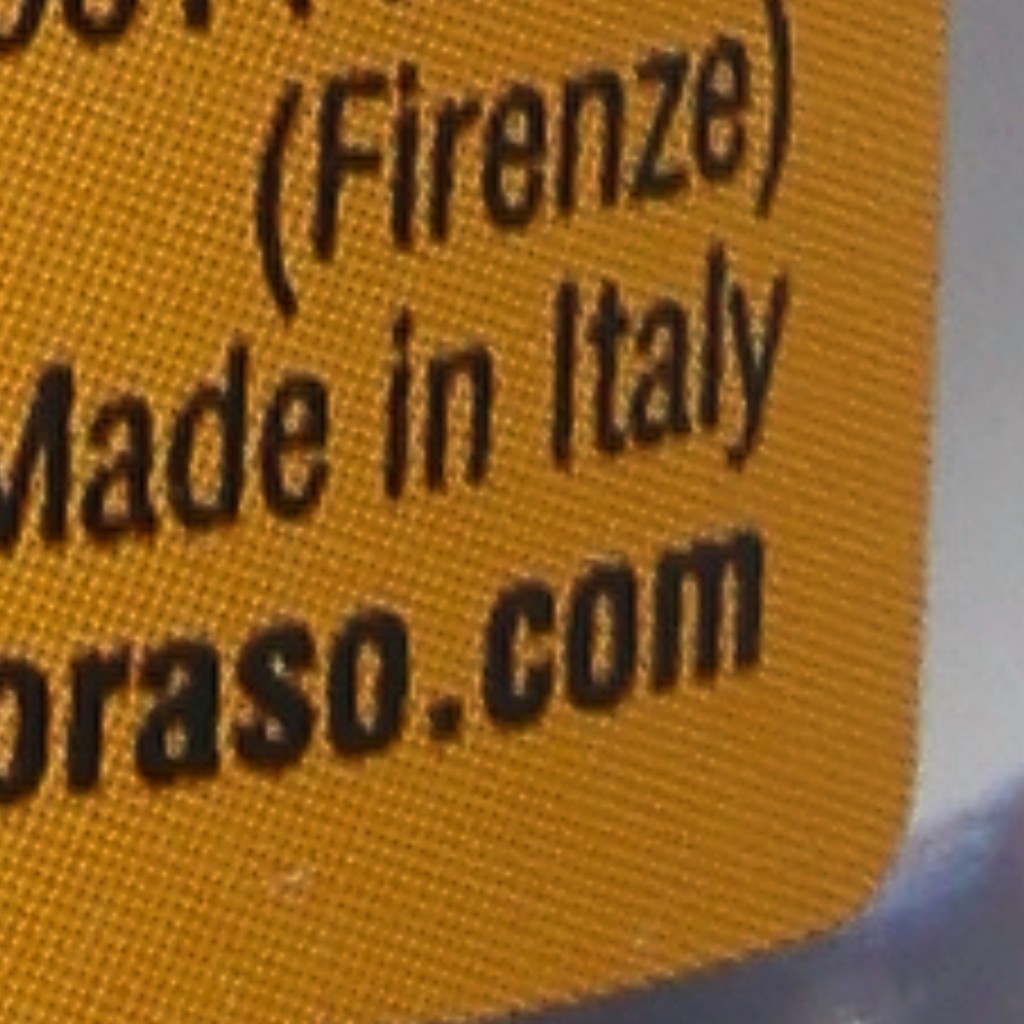 (Firenze)
Made in Italy
oraso.com